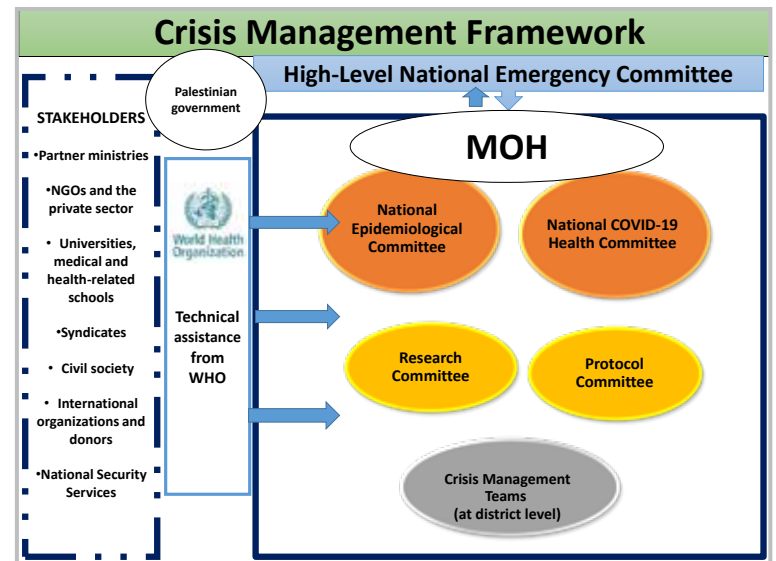 Crisis Management Framework
High-Level National Emergency Committee
Palestinian
government
STAKEHOLDERS
•Partner ministries
•NGOs and the
private sector
• Universities,
medical and
health-related
schools
•Syndicates
• Civil society
• International
organizations and
donors
•National Security
Services
World Health
Organization
Technical
assistance
from
WHO
MOH
National
Epidemiological
Committee
National COVID-19
Health Committee
Research
Committee
Protocol
Committee
Crisis Management
Teams
(at district level)